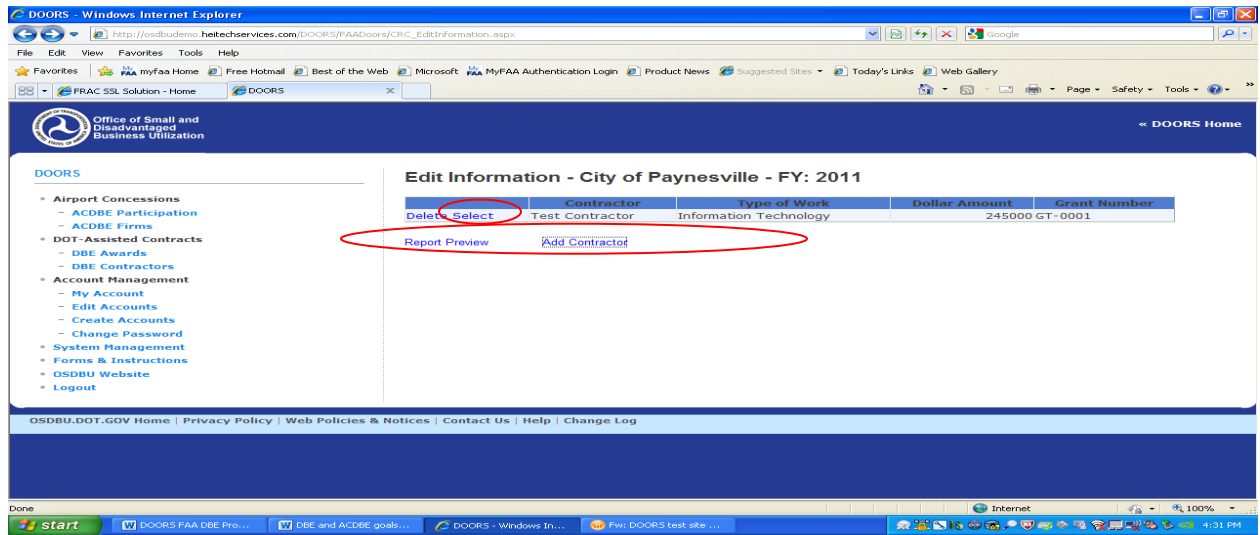 DOORS - Windows Internet Explorer
http://osdbudemo.heitechservices.com/DOORS/FAADoors/CRC_EditInformation.aspx
Google
File Edit View Favorites Tools Help
Favorites myfaa Home Free Hotmail Best of the Web Microsoft MyFAA Authentication Login Product News Suggested Sites Today's Links Web Gallery
FRAC SSL Solution - Home DOORS Page Safety Tools
Office of Small and
Disadvantaged
Business Utilization
« DOORS Home
DOORS
Airport Concessions
- ACDBE Participation
- ACDBE Firms
DOT-Assisted Contracts
- DBE Awards
- DBE Contractors
Account Management
- My Account
- Edit Accounts
- Create Accounts
- Change Password
System Management
Forms & Instructions
OSDBU Website
Logout
Edit Information - City of Paynesville - FY: 2011
Contractor Type of Work Dollar Amount Grant Number
Delete Select Test Contractor Information Technology 245000 GT-0001
Report Preview Add Contractor
OSDBU.DOT.GOV Home | Privacy Policy | Web Policies & Notices | Contact Us | Help | Change Log
Done Internet 100%
start DOORS FAA DBE Pro... DBE and ACDBE goals... DOORS - Windows In... Fw: DOORS test site ... 4:31 PM